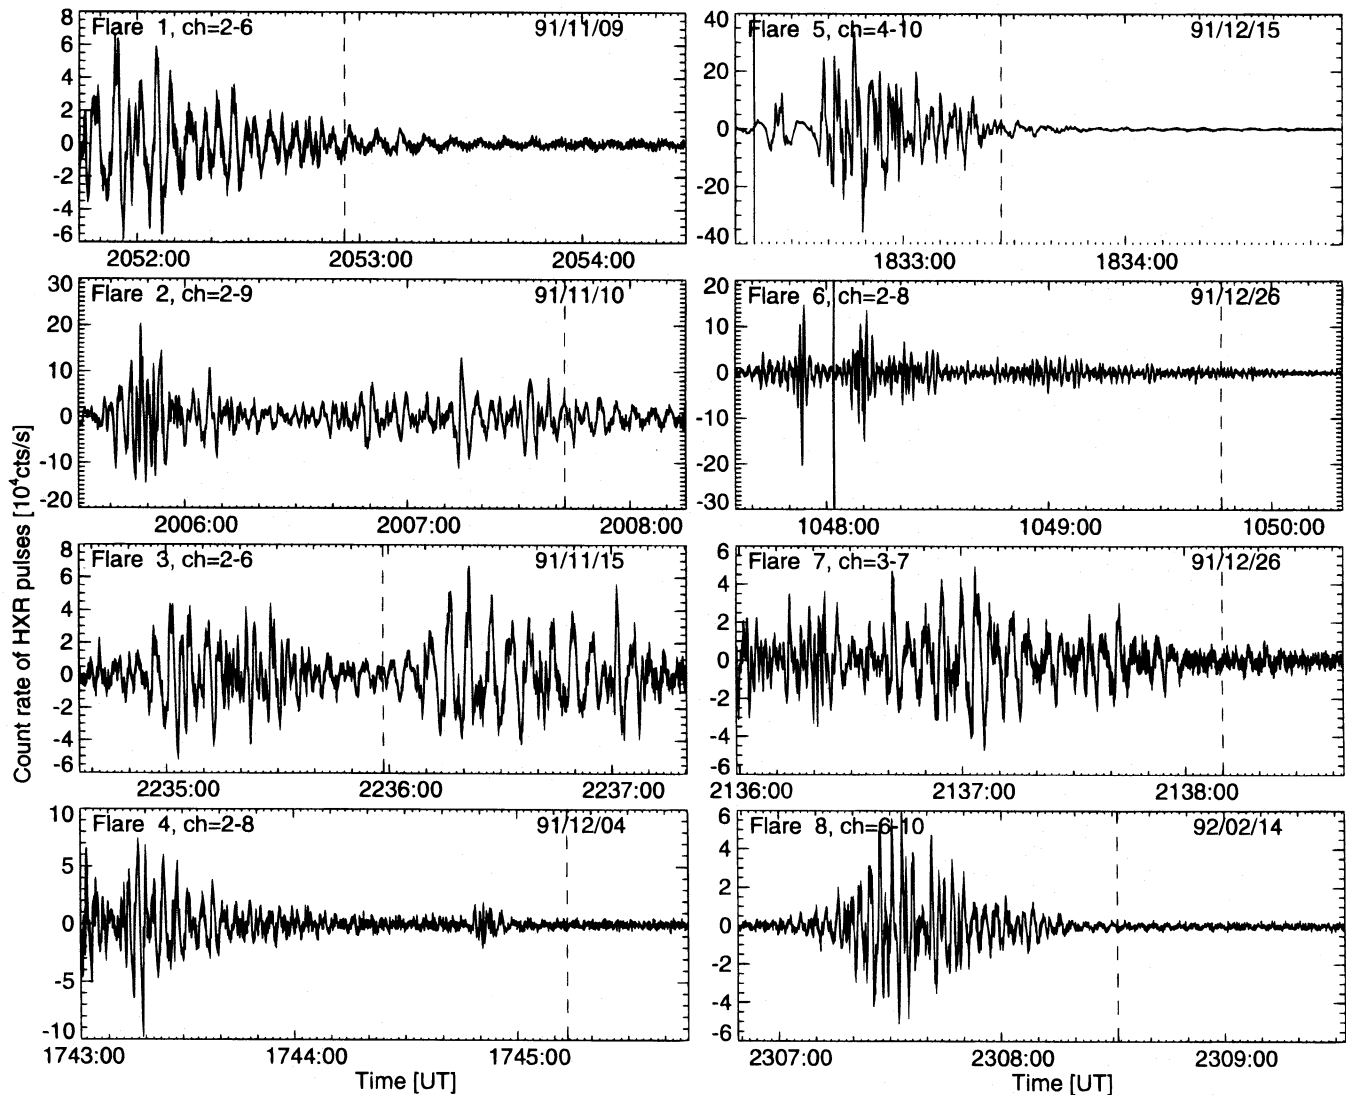 Count rate of HXR pulses [10⁴cts/s]
Flare 1, ch=2-6 91/11/09
8
6
4
2
0
-2
-4
-6
2052:00 2053:00 2054:00
Flare 5, ch=4-10 91/12/15
40
20
0
-20
-40
1833:00 1834:00
Flare 2, ch=2-9 91/11/10
30
20
10
0
-10
-20
2006:00 2007:00 2008:00
Flare 6, ch=2-8 91/12/26
20
10
0
-10
-20
-30
1048:00 1049:00 1050:00
Flare 3, ch=2-6 91/11/15
8
6
4
2
0
-2
-4
-6
2235:00 2236:00 2237:00
Flare 7, ch=3-7 91/12/26
6
4
2
0
-2
-4
-6
2136:00 2137:00 2138:00
Flare 4, ch=2-8 91/12/04
10
5
0
-5
-10
1743:00 1744:00 1745:00
Time [UT]
Flare 8, ch=6-10 92/02/14
6
4
2
0
-2
-4
-6
2307:00 2308:00 2309:00
Time [UT]